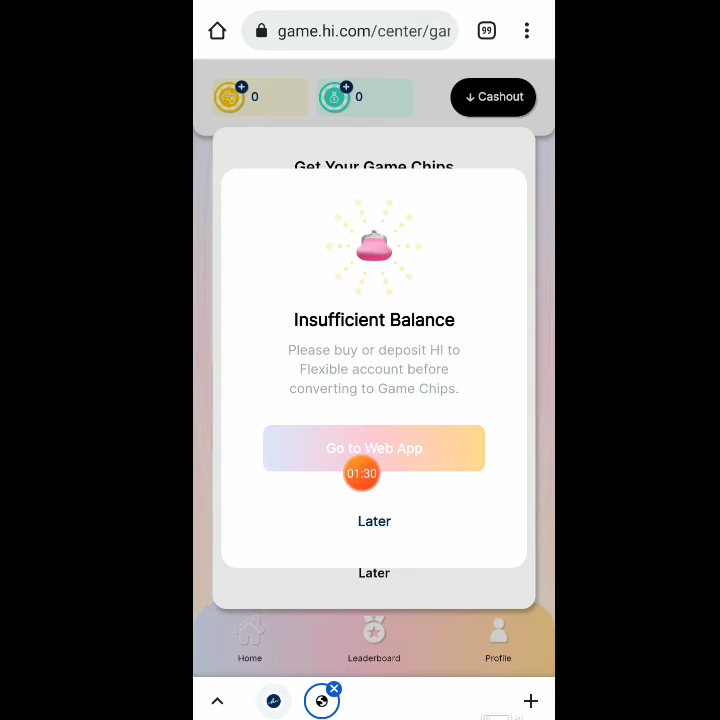 game.hi.com/center/gar
99
0
0
↓ Cashout
Get Your Game Chips
Insufficient Balance
Please buy or deposit HI to
Flexible account before
converting to Game Chips.
Go to Web App
01:30
Later
Later
Home
Leaderboard
Profile